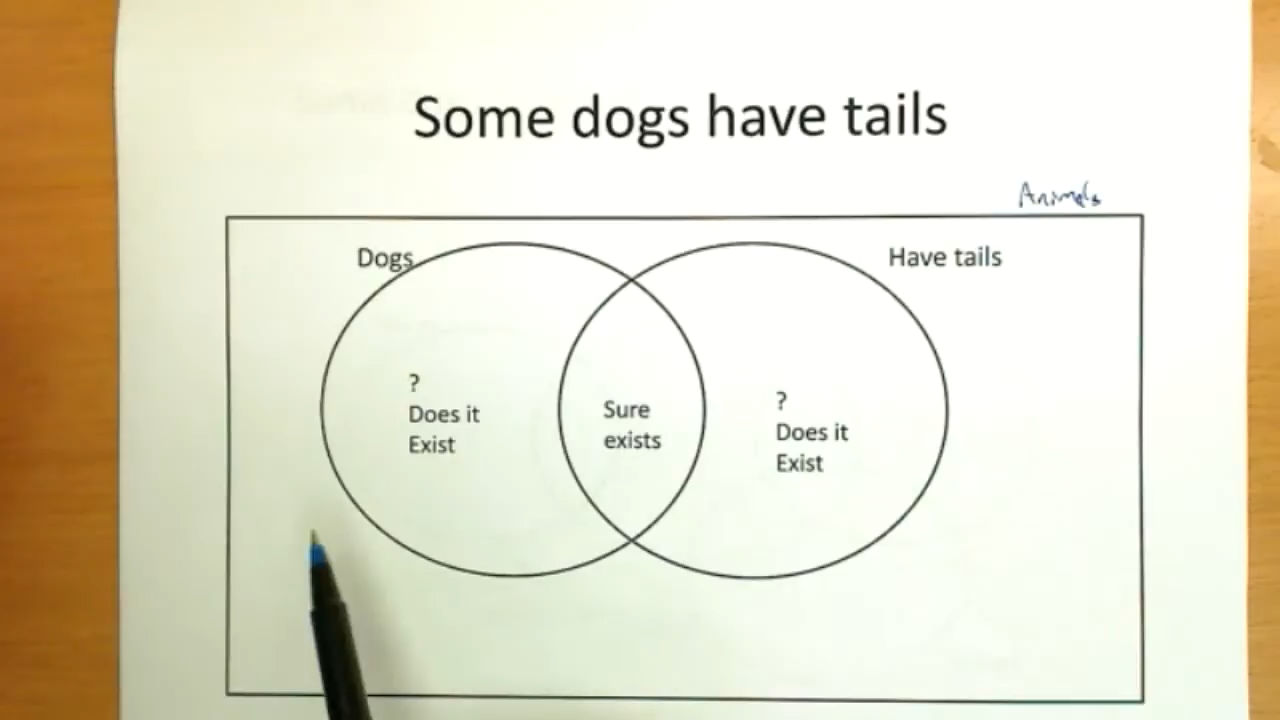 Some dogs have tails
Animals
Dogs
Have tails
?
Does it
Exist
Sure
exists
?
Does it
Exist